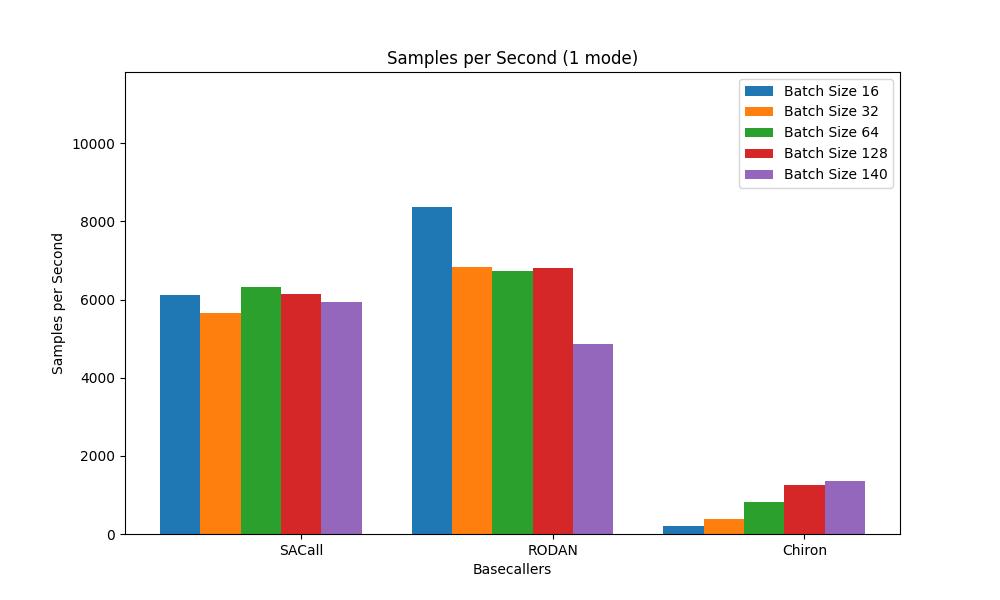 Samples per Second (1 mode)
Batch Size 16
Batch Size 32
Batch Size 64
Batch Size 128
Batch Size 140
Samples per Second
10000
8000
6000
4000
2000
0
SACall RODAN Chiron
Basecallers